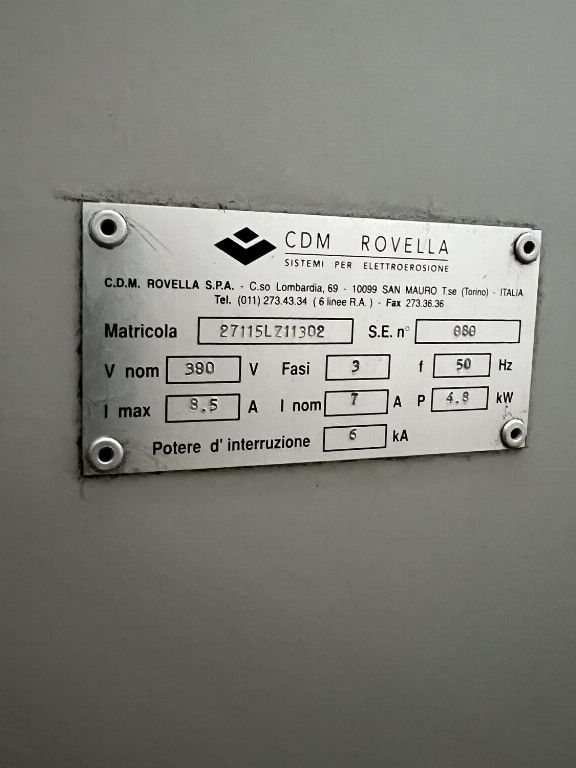 CDM ROVELLA
SISTEMI PER ELETTROEROSIONE
C.D.M. ROVELLA S.P.A. - C.so Lombardia, 69 - 10099 SAN MAURO T.se (Torino) - ITALIA
Tel. (011) 273.43.34 ( 6 linee R.A. ) - Fax 273.36.36
Matricola 27115LZ11302 S.E. n° 080
V nom 380 V Fasi 3 f 50 Hz
I max 8.5 A I nom 7 A P 4.8 kW
Potere d'interruzione 6 kA